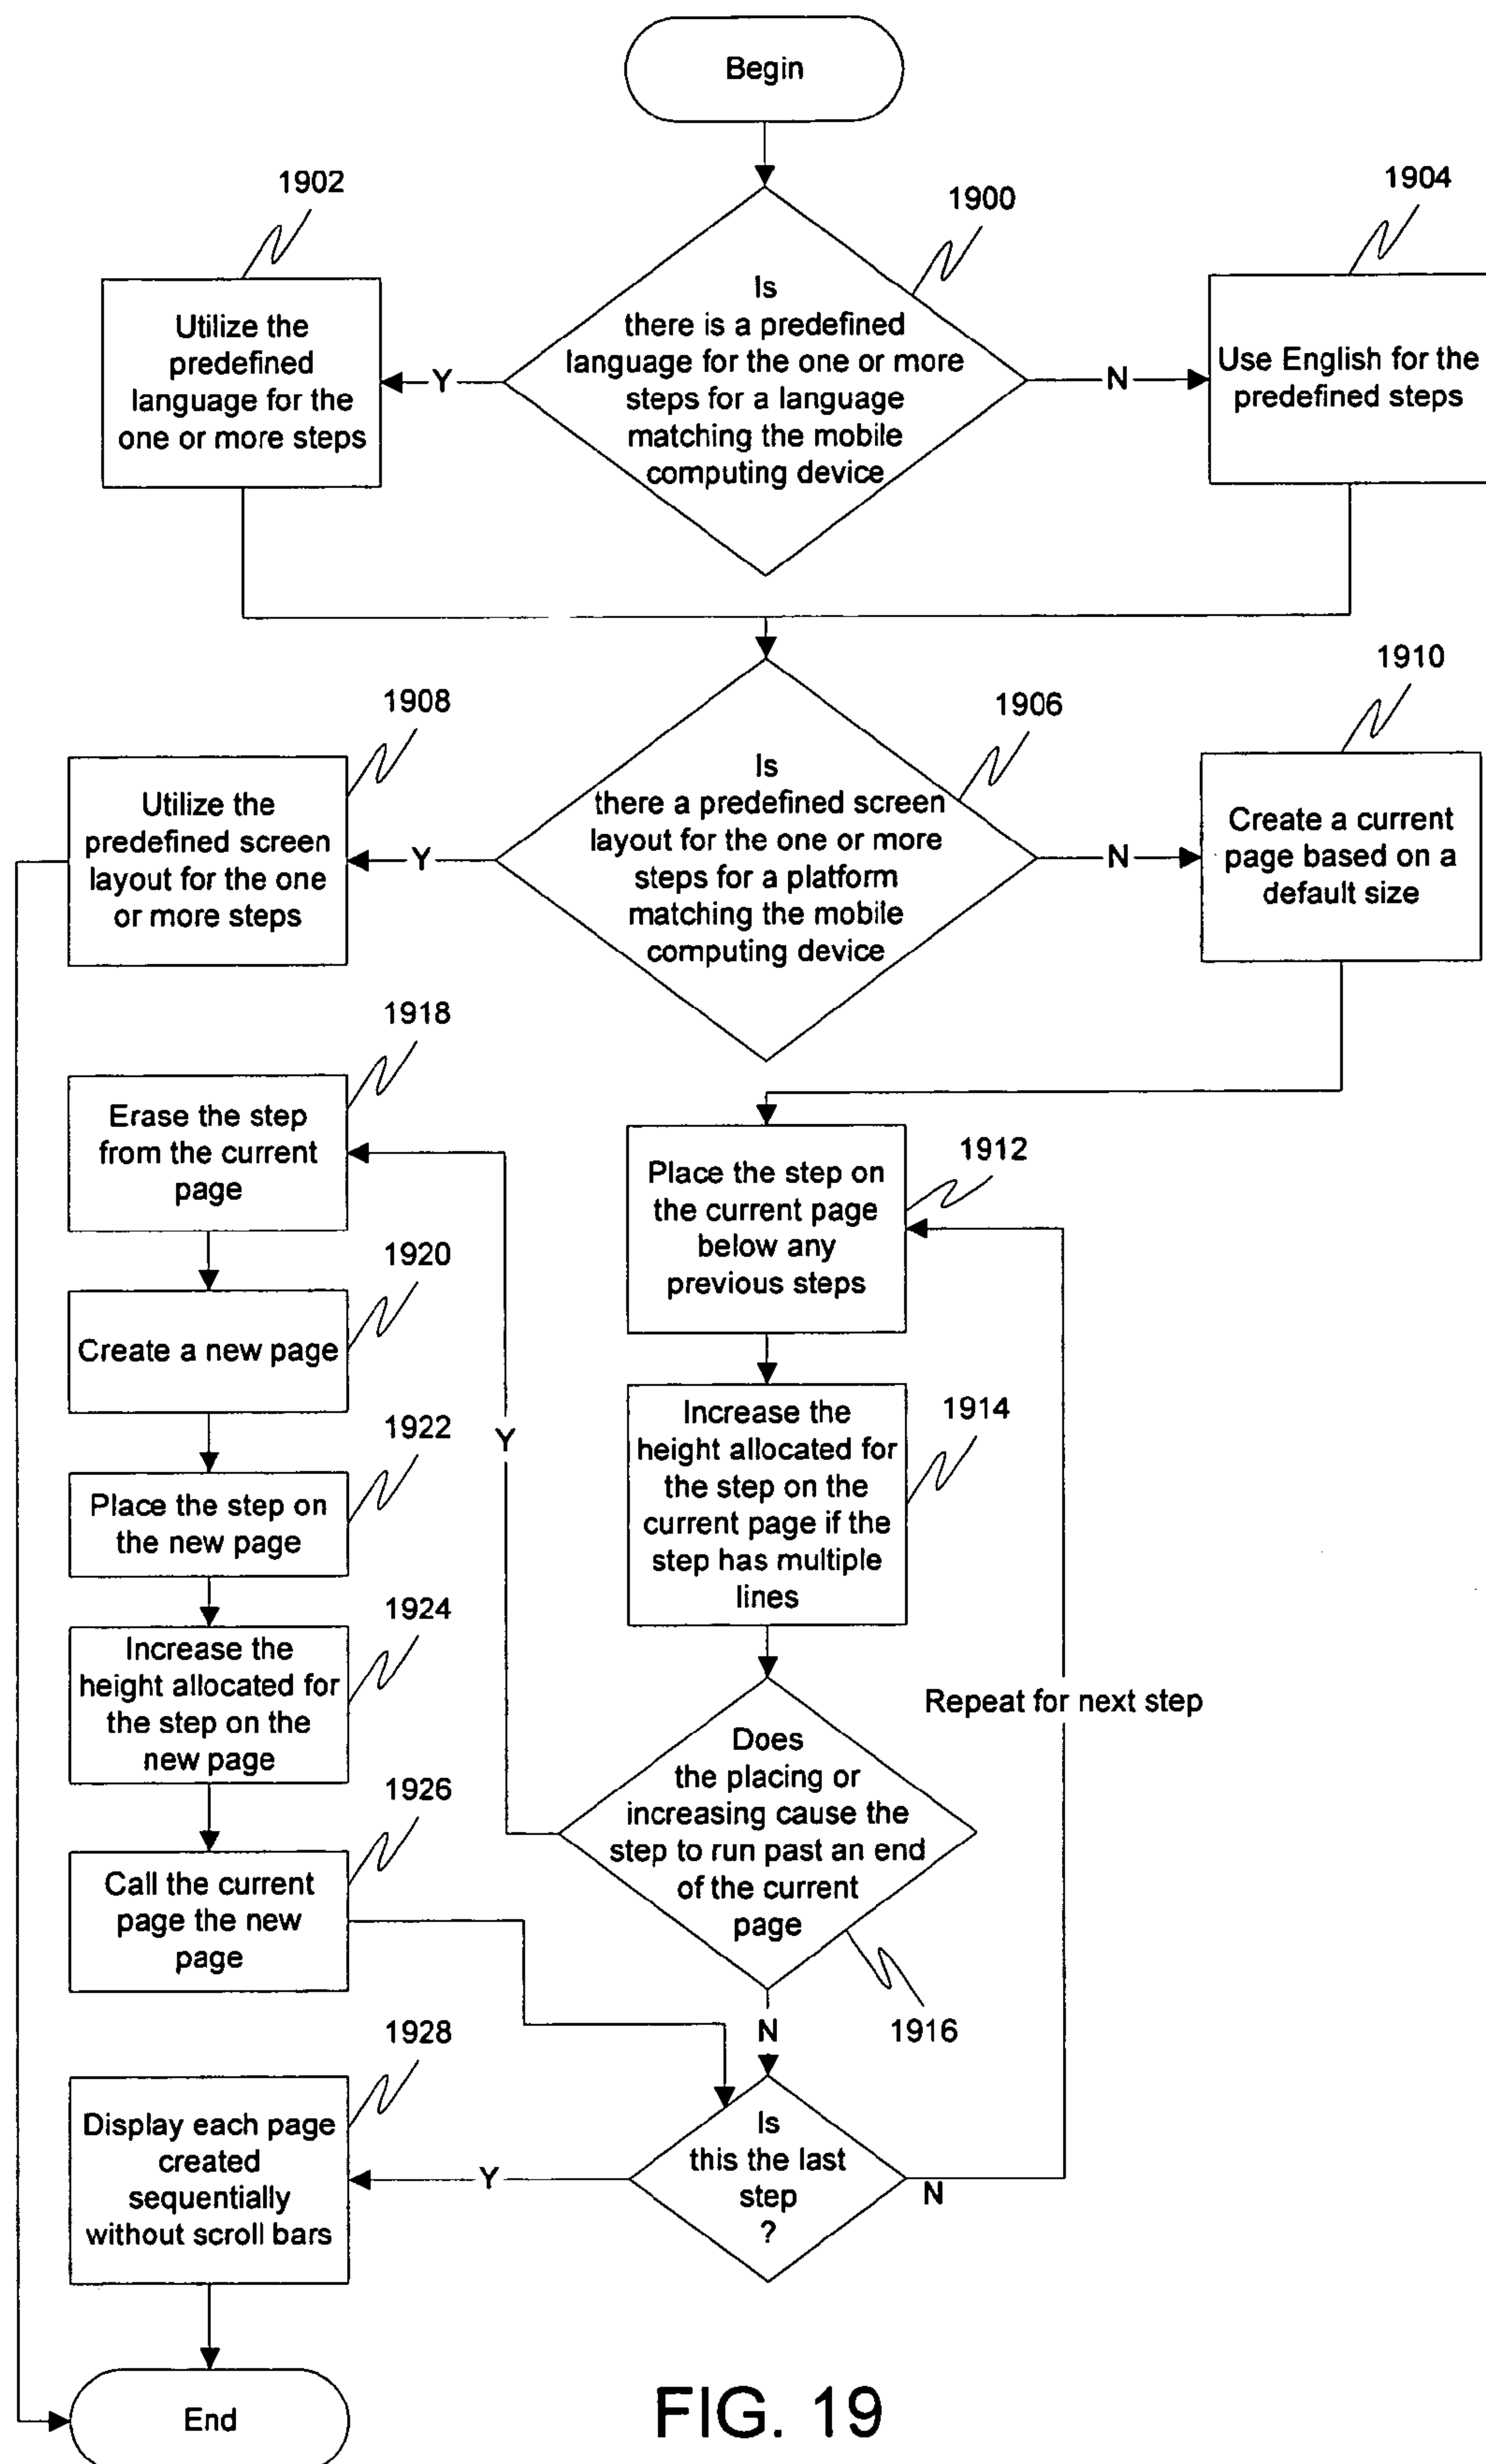 Begin
1902
1900
1904
Is
there is a predefined
language for the one or more
steps for a language
matching the mobile
computing device
Utilize the
predefined
language for the
one or more steps
Y
N
Use English for the
predefined steps
1908
1906
1910
Is
there a predefined screen
layout for the one or more
steps for a platform
matching the mobile
computing device
Utilize the
predefined screen
layout for the one
or more steps
Y
N
Create a current
page based on a
default size
1918
Erase the step
from the current
page
1912
Place the step on
the current page
below any
previous steps
1920
Create a new page
1914
Increase the
height allocated for
the step on the
current page if the
step has multiple
lines
Y
1922
Place the step on
the new page
1924
Increase the
height allocated for
the step on the
new page
Repeat for next step
Does
the placing or
increasing cause the
step to run past an end
of the current
page
1926
Call the current
page the new
page
N
1916
1928
Display each page
created
sequentially
without scroll bars
Y
Is
this the last
step
?
N
End
FIG. 19